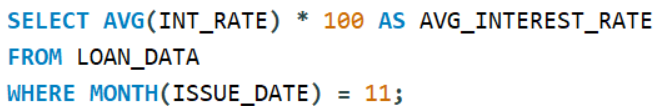 SELECT AVG(INT_RATE) * 100 AS AVG_INTEREST_RATE
FROM LOAN_DATA
WHERE MONTH(ISSUE_DATE) = 11;